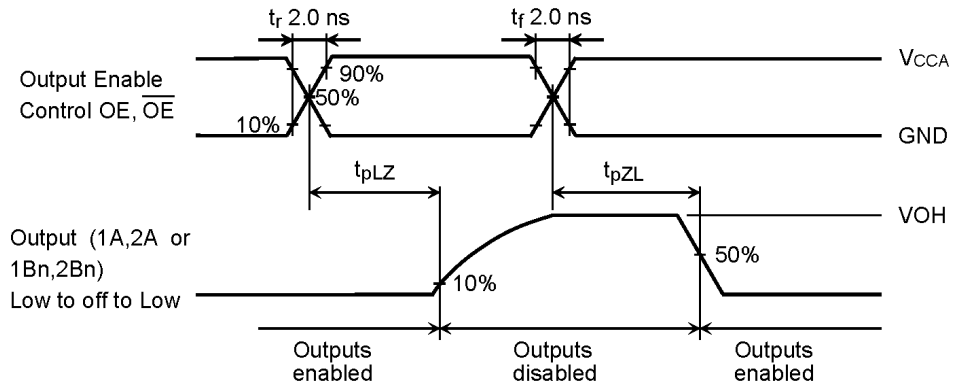 tr 2.0 ns
tf 2.0 ns
Output Enable
Control OE, OE
90%
50%
10%
VCCA
GND
tpLZ
tpZL
VOH
Output (1A,2A or
1Bn,2Bn)
Low to off to Low
10%
50%
Outputs
enabled
Outputs
disabled
Outputs
enabled